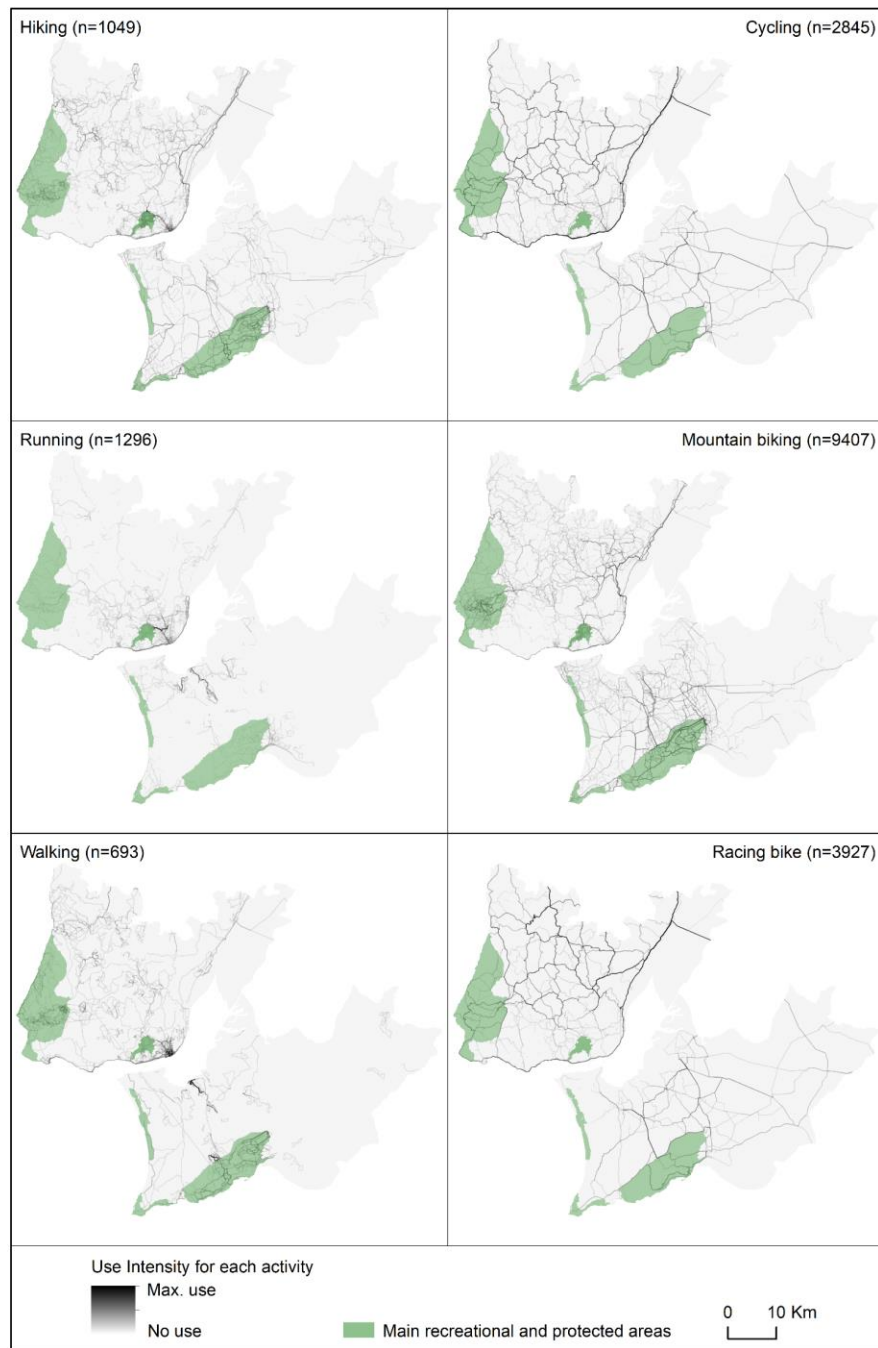 Hiking (n=1049)
Cycling (n=2845)
Running (n=1296)
Mountain biking (n=9407)
Walking (n=693)
Racing bike (n=3927)
Use Intensity for each activity
Max. use
No use
Main recreational and protected areas
0 10 Km